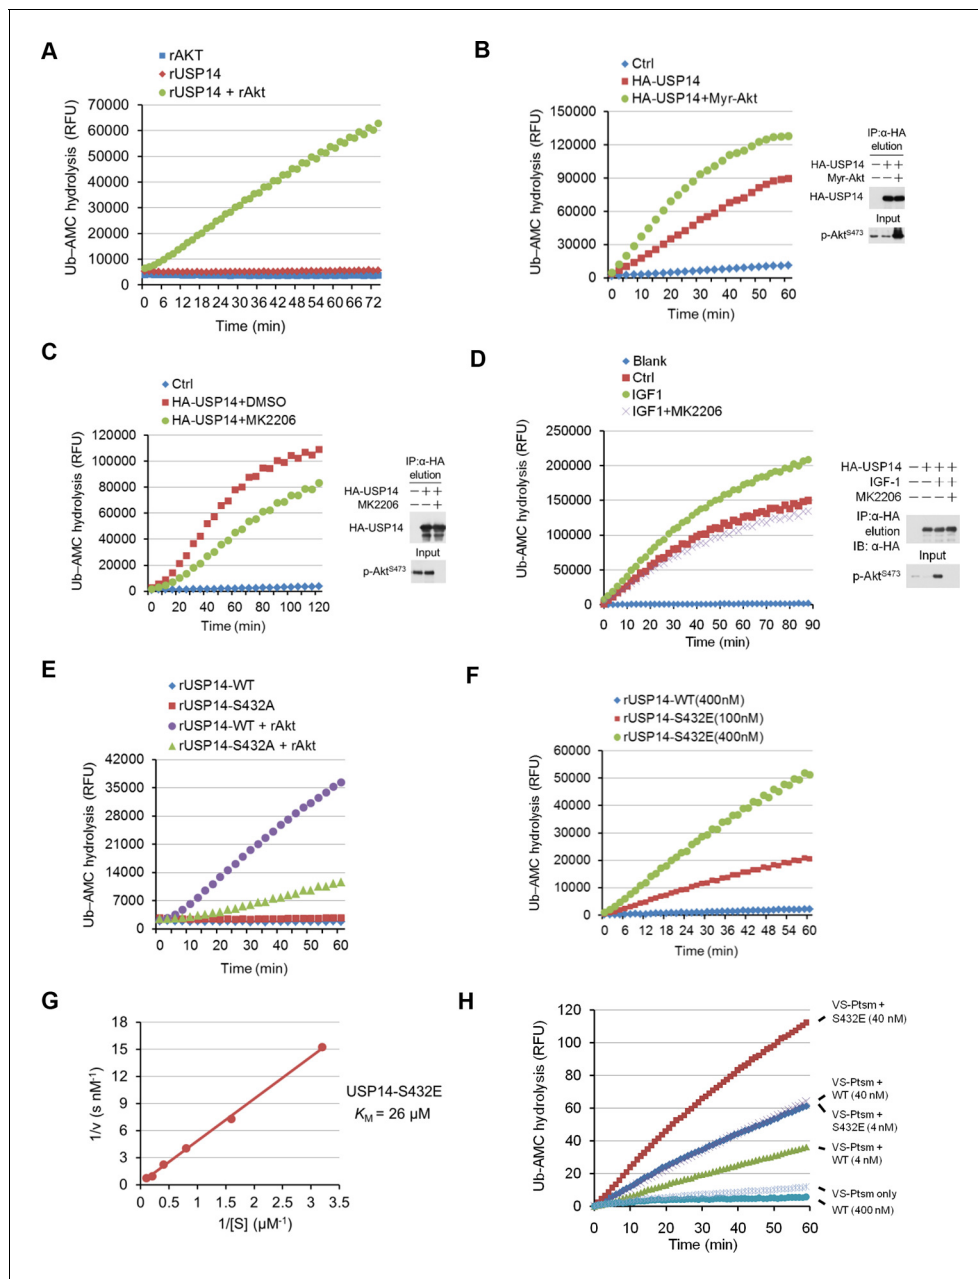 A
rAKT
rUSP14
rUSP14 + rAkt
Ub–AMC hydrolysis (RFU)
70000
60000
50000
40000
30000
20000
10000
0
0 6 12 18 24 30 36 42 48 54 60 66 72
Time (min)
B
Ctrl
HA-USP14
HA-USP14+Myr-Akt
Ub–AMC hydrolysis (RFU)
150000
120000
90000
60000
30000
0
0 10 20 30 40 50 60
Time (min)
IP:α-HA
elution
HA-USP14 − + +
Myr-Akt − − +
HA-USP14
Input
p-AktS473
C
Ctrl
HA-USP14+DMSO
HA-USP14+MK2206
Ub-AMC hydrolysis (RFU)
120000
100000
80000
60000
40000
20000
0
0 20 40 60 80 100 120
Time (min)
IP:α-HA
elution
HA-USP14 − + +
MK2206 − − +
HA-USP14
Input
p-AktS473
D
Blank
Ctrl
IGF1
IGF1+MK2206
Ub-AMC hydrolysis (RFU)
250000
200000
150000
100000
50000
0
0 10 20 30 40 50 60 70 80 90
Time (min)
HA-USP14 − + + +
IGF-1 − − + +
MK2206 − − − +
IP:α-HA
elution
IB: α-HA
Input
p-AktS473
E
rUSP14-WT
rUSP14-S432A
rUSP14-WT + rAkt
rUSP14-S432A + rAkt
Ub–AMC hydrolysis (RFU)
42000
35000
28000
21000
14000
7000
0
0 10 20 30 40 50 60
Time (min)
F
rUSP14-WT(400nM)
rUSP14-S432E(100nM)
rUSP14-S432E(400nM)
Ub–AMC hydrolysis (RFU)
60000
50000
40000
30000
20000
10000
0
0 6 12 18 24 30 36 42 48 54 60
Time (min)
G
1/v (s nM-1)
18
15
12
9
6
3
0
0 0.5 1 1.5 2 2.5 3 3.5
1/[S] (μM-1)
USP14-S432E
KM = 26 μM
H
Ub-AMC hydrolysis (RFU)
120
100
80
60
40
20
0
0 10 20 30 40 50 60
Time (min)
VS-Ptsm +
S432E (40 nM)
VS-Ptsm +
WT (40 nM)
VS-Ptsm +
S432E (4 nM)
VS-Ptsm +
WT (4 nM)
VS-Ptsm only
WT (400 nM)